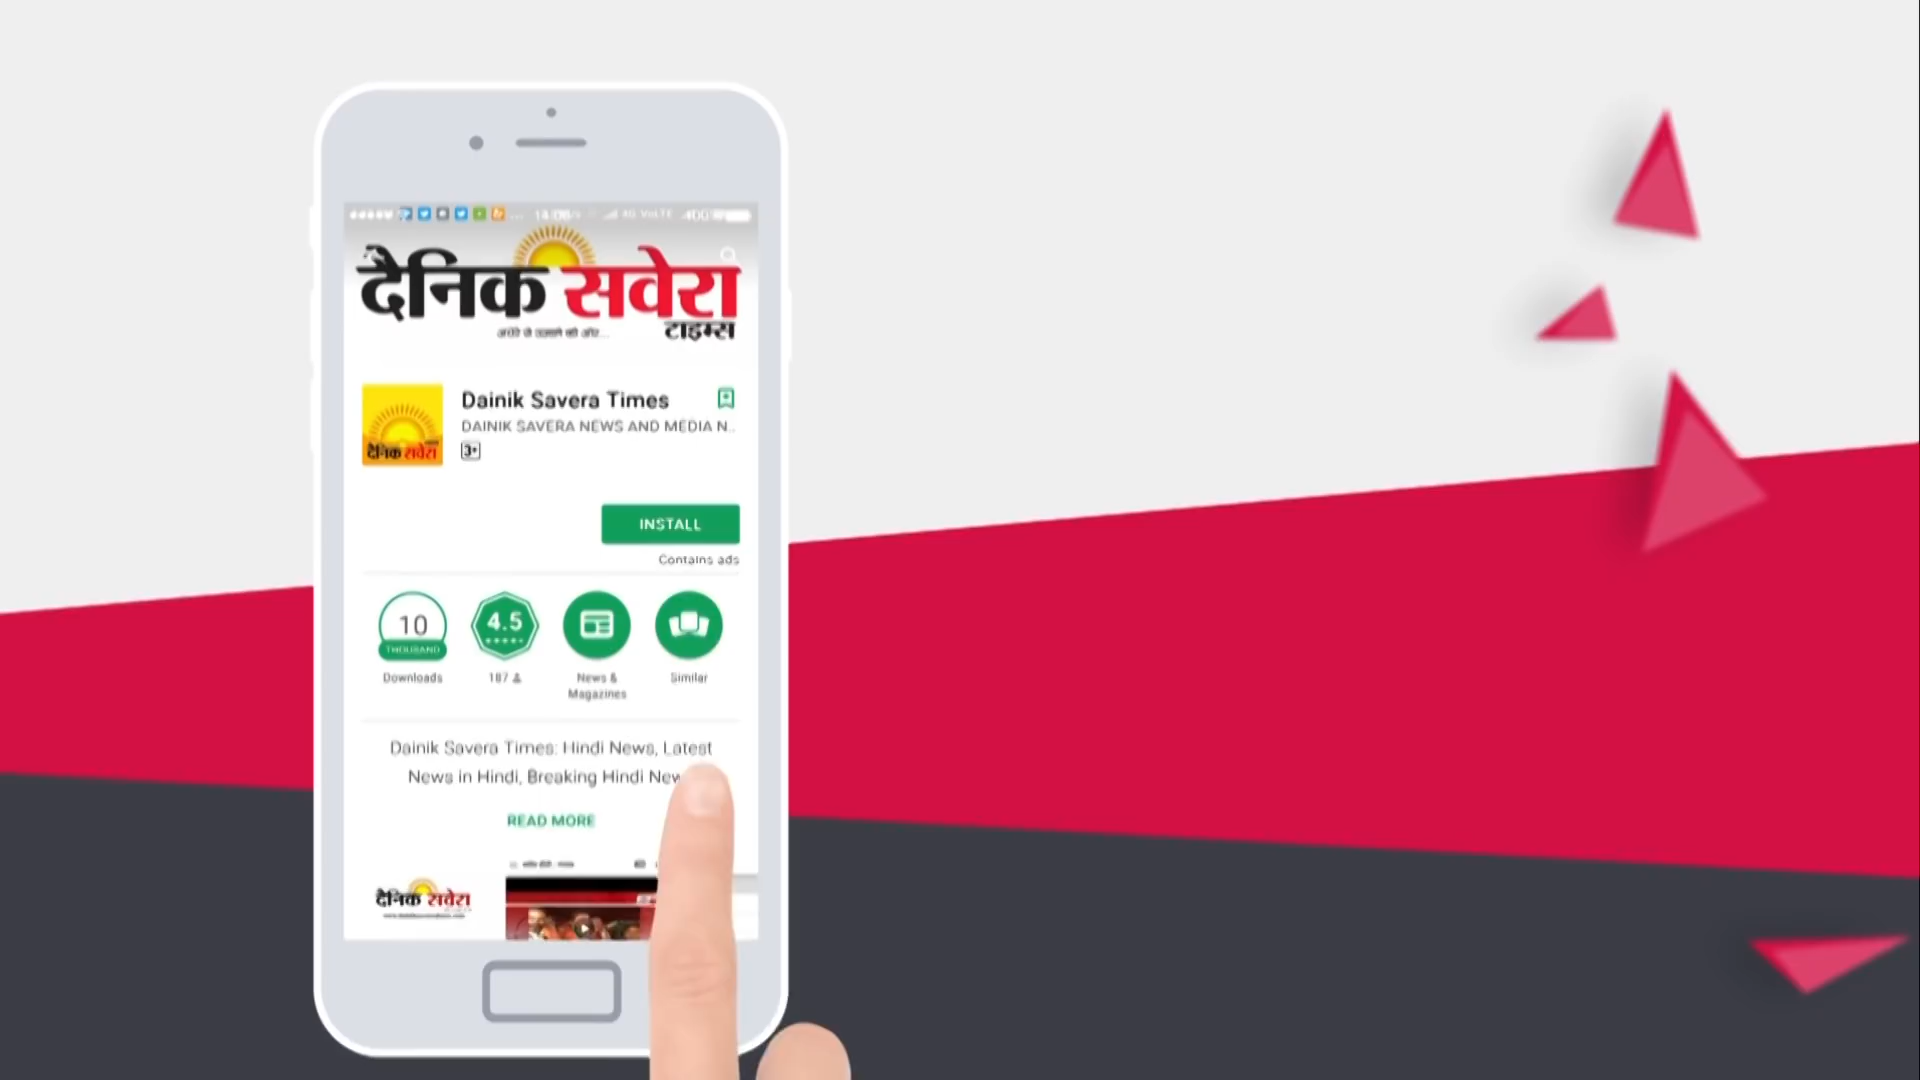 दैनिक सवेरा
टाइम्स
Dainik Savera Times
DAINIK SAVERA NEWS AND MEDIA N..
3+
दैनिक सवेरा
INSTALL
Contains ads
10
THOUSAND
Downloads
4.5
187
News &
Magazines
Similar
Dainik Savera Times: Hindi News, Latest
News in Hindi, Breaking Hindi New
READ MORE
दैनिक सवेरा